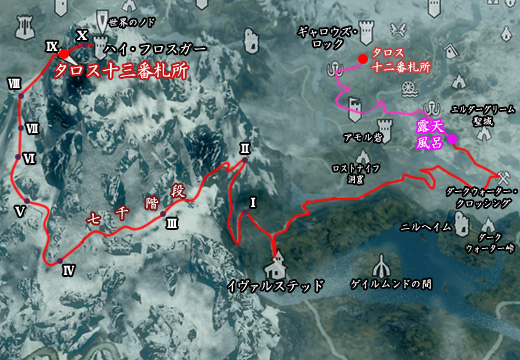 世界のノド
Ⅸ
Ⅹ
ハイ・フロスガー
タロス十三番札所
Ⅷ
Ⅶ
Ⅵ
Ⅴ
Ⅳ
七千階段
Ⅲ
Ⅱ
Ⅰ
イヴァルステッド
ギャロウズ・
ロック
タロス
十二番札所
エルダーグリーム
聖域
露天
風呂
アモル砦
ロストナイフ
洞窟
ダークウォーター・
クロッシング
ニルヘイム
ダーク
ウォーター峠
ゲイルムンドの間